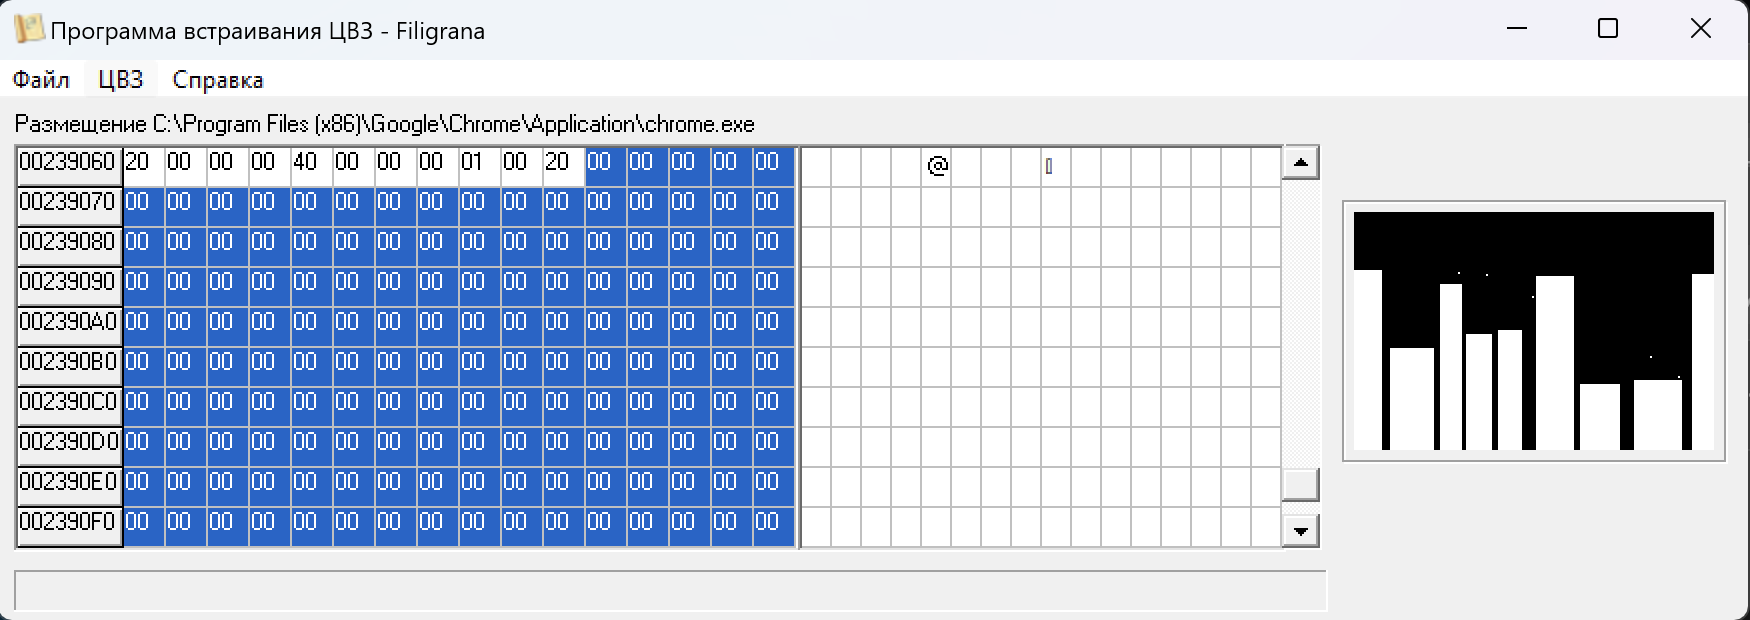 Программа встраивания ЦВЗ - Filigrana
Файл ЦВЗ Справка
Размещение C:\Program Files (x86)\Google\Chrome\Application\chrome.exe
00239060 20 00 00 00 40 00 00 00 01 00 20 00 00 00 00 00 @
00239070 00 00 00 00 00 00 00 00 00 00 00 00 00 00 00 00
00239080 00 00 00 00 00 00 00 00 00 00 00 00 00 00 00 00
00239090 00 00 00 00 00 00 00 00 00 00 00 00 00 00 00 00
002390A0 00 00 00 00 00 00 00 00 00 00 00 00 00 00 00 00
002390B0 00 00 00 00 00 00 00 00 00 00 00 00 00 00 00 00
002390C0 00 00 00 00 00 00 00 00 00 00 00 00 00 00 00 00
002390D0 00 00 00 00 00 00 00 00 00 00 00 00 00 00 00 00
002390E0 00 00 00 00 00 00 00 00 00 00 00 00 00 00 00 00
002390F0 00 00 00 00 00 00 00 00 00 00 00 00 00 00 00 00